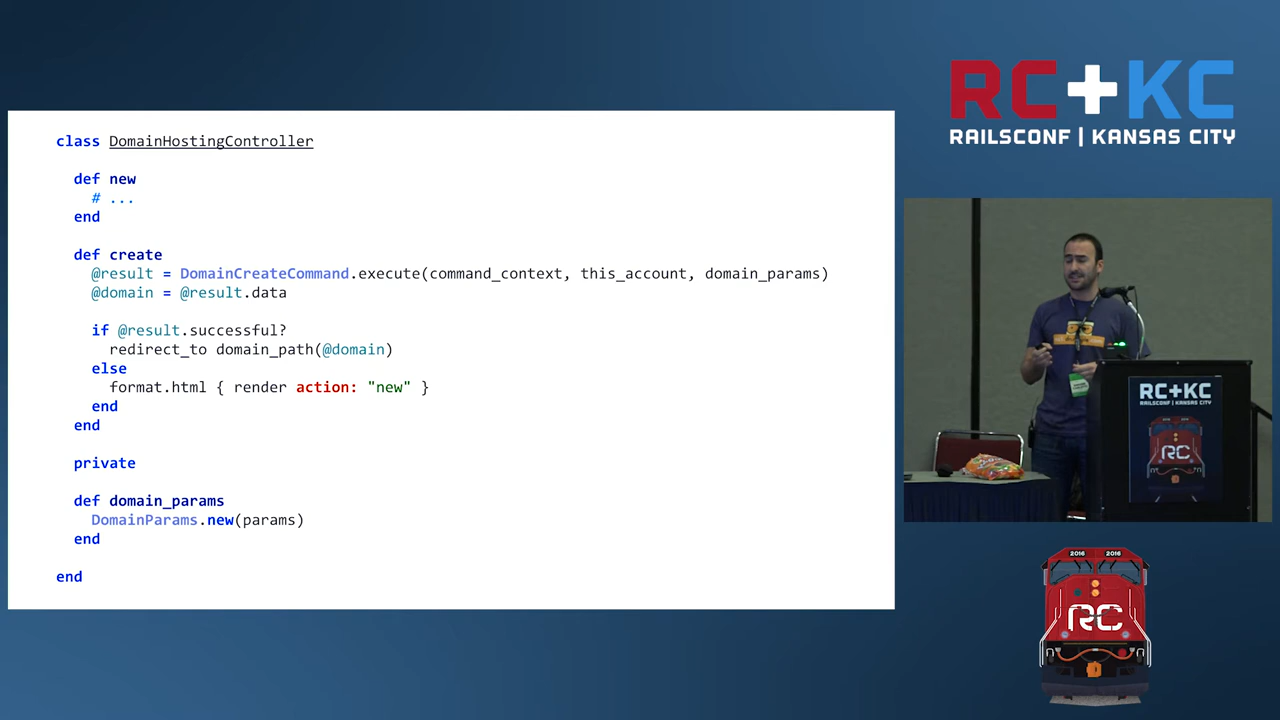 RC+KC
RAILSCONF | KANSAS CITY
class DomainHostingController
def new
# ...
end
def create
@result = DomainCreateCommand.execute(command_context, this_account, domain_params)
@domain = @result.data
if @result.successful?
redirect_to domain_path(@domain)
else
format.html { render action: "new" }
end
end
private
def domain_params
DomainParams.new(params)
end
end
RC+KC
RAILSCONF | KANSAS CITY
RC
2016 2016
RC